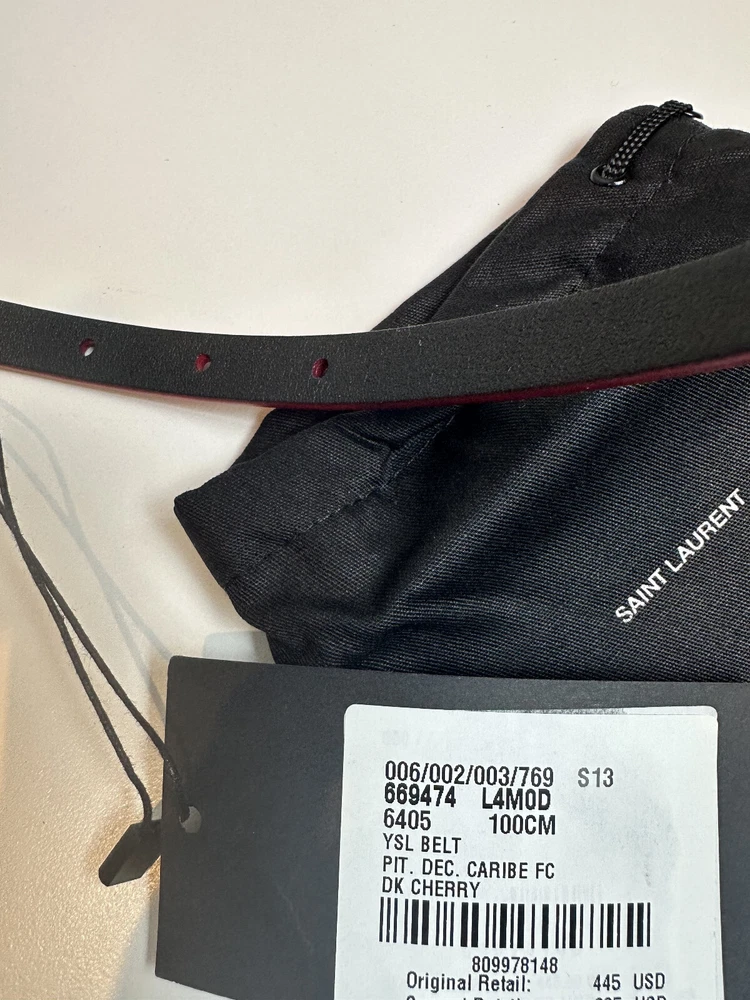 SAINT LAURENT
006/002/003/769 S13
669474 L4M0D
6405 100CM
YSL BELT
PIT. DEC. CARIBE FC
DK CHERRY
809978148
Original Retail: 445 USD